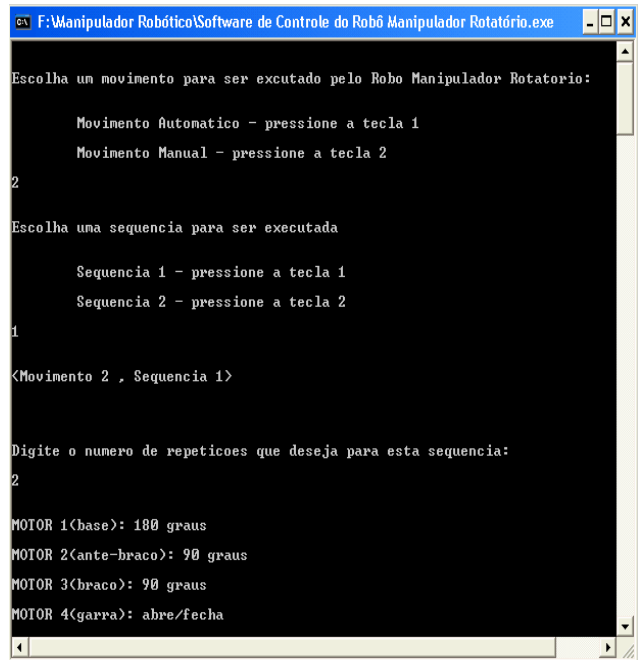 F:\Manipulador Robótico\Software de Controle do Robô Manipulador Rotatório.exe
Escolha um movimento para ser excutado pelo Robo Manipulador Rotatorio:
Movimento Automatico - pressione a tecla 1
Movimento Manual - pressione a tecla 2
2
Escolha uma sequencia para ser executada
Sequencia 1 - pressione a tecla 1
Sequencia 2 - pressione a tecla 2
1
<Movimento 2 , Sequencia 1>
Digite o numero de repeticoes que deseja para esta sequencia:
2
MOTOR 1(base): 180 graus
MOTOR 2(ante-braco): 90 graus
MOTOR 3(braco): 90 graus
MOTOR 4(garra): abre/fecha